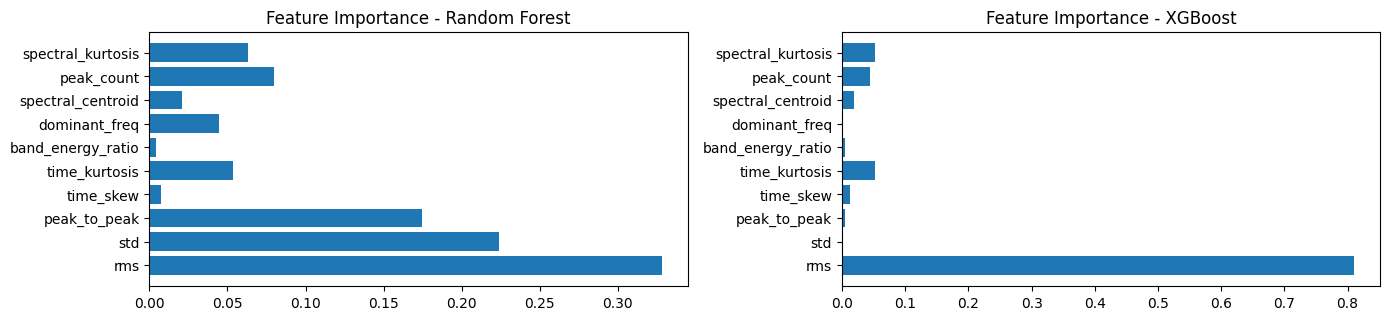 Feature Importance - Random Forest
spectral_kurtosis
peak_count
spectral_centroid
dominant_freq
band_energy_ratio
time_kurtosis
time_skew
peak_to_peak
std
rms
0.00 0.05 0.10 0.15 0.20 0.25 0.30
Feature Importance - XGBoost
spectral_kurtosis
peak_count
spectral_centroid
dominant_freq
band_energy_ratio
time_kurtosis
time_skew
peak_to_peak
std
rms
0.0 0.1 0.2 0.3 0.4 0.5 0.6 0.7 0.8